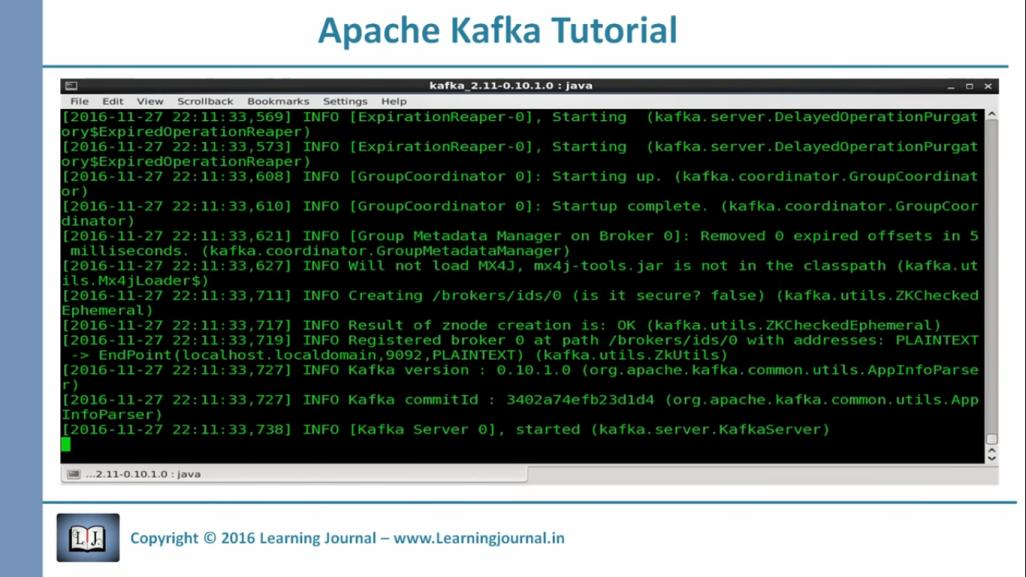 Apache Kafka Tutorial
kafka_2.11-0.10.1.0 : java
File Edit View Scrollback Bookmarks Settings Help
[2016-11-27 22:11:33,569] INFO [ExpirationReaper-0], Starting  (kafka.server.DelayedOperationPurgat
ory$ExpiredOperationReaper)
[2016-11-27 22:11:33,573] INFO [ExpirationReaper-0], Starting  (kafka.server.DelayedOperationPurgat
ory$ExpiredOperationReaper)
[2016-11-27 22:11:33,608] INFO [GroupCoordinator 0]: Starting up. (kafka.coordinator.GroupCoordinat
or)
[2016-11-27 22:11:33,610] INFO [GroupCoordinator 0]: Startup complete. (kafka.coordinator.GroupCoor
dinator)
[2016-11-27 22:11:33,621] INFO [Group Metadata Manager on Broker 0]: Removed 0 expired offsets in 5
 milliseconds. (kafka.coordinator.GroupMetadataManager)
[2016-11-27 22:11:33,627] INFO Will not load MX4J, mx4j-tools.jar is not in the classpath (kafka.ut
ils.Mx4jLoader$)
[2016-11-27 22:11:33,711] INFO Creating /brokers/ids/0 (is it secure? false) (kafka.utils.ZKChecked
Ephemeral)
[2016-11-27 22:11:33,717] INFO Result of znode creation is: OK (kafka.utils.ZKCheckedEphemeral)
[2016-11-27 22:11:33,719] INFO Registered broker 0 at path /brokers/ids/0 with addresses: PLAINTEXT
 -> EndPoint(localhost.localdomain,9092,PLAINTEXT) (kafka.utils.ZkUtils)
[2016-11-27 22:11:33,727] INFO Kafka version : 0.10.1.0 (org.apache.kafka.common.utils.AppInfoParse
r)
[2016-11-27 22:11:33,727] INFO Kafka commitId : 3402a74efb23d1d4 (org.apache.kafka.common.utils.App
InfoParser)
[2016-11-27 22:11:33,738] INFO [Kafka Server 0], started (kafka.server.KafkaServer)
...2.11-0.10.1.0 : java
LJ
Copyright © 2016 Learning Journal – www.Learningjournal.in